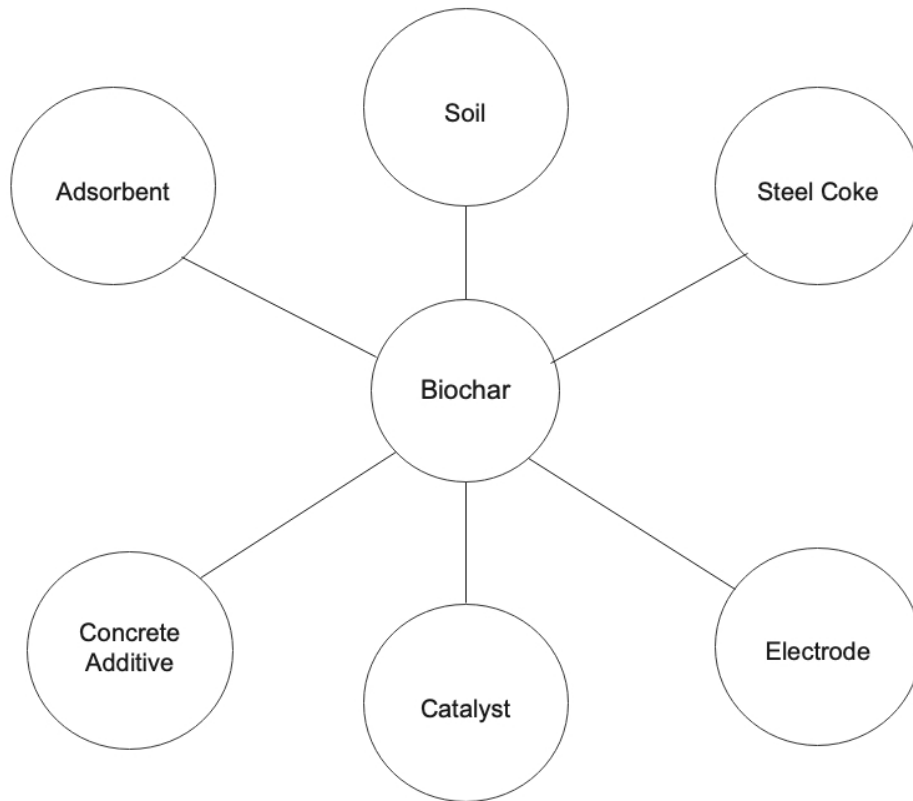 Soil
Adsorbent
Steel Coke
Biochar
Concrete
Additive
Electrode
Catalyst